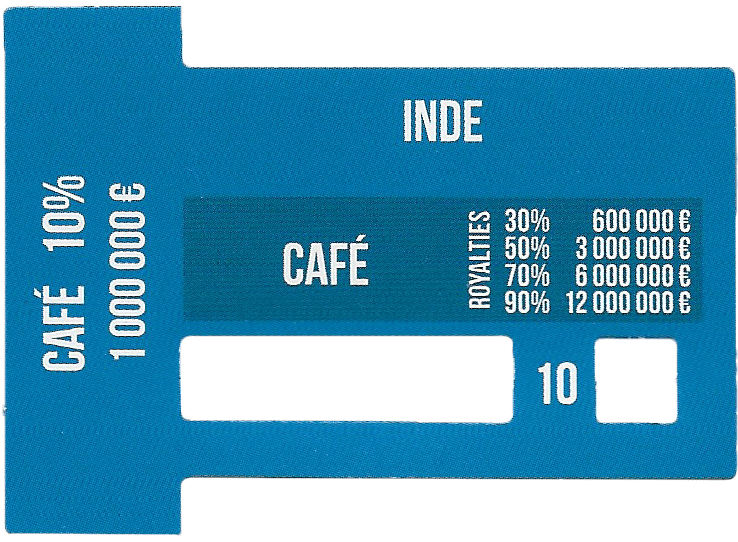 CAFÉ 10%
1 000 000 €
INDE
CAFÉ
ROYALTIES
30% 600 000 €
50% 3 000 000 €
70% 6 000 000 €
90% 12 000 000 €
10